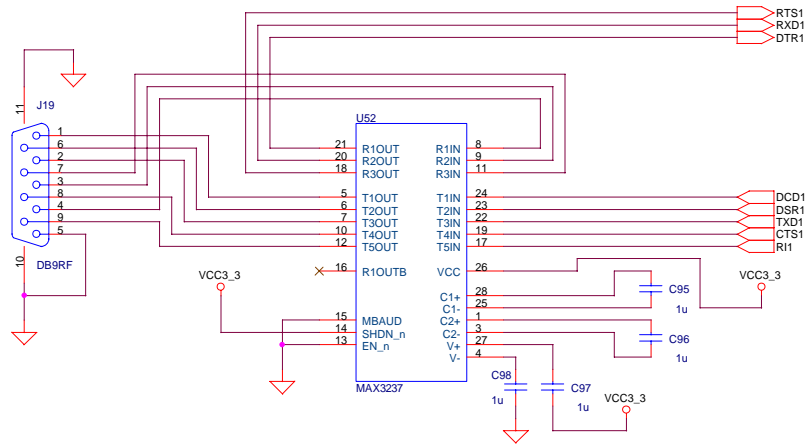 RTS1
RXD1
DTR1
11
J19
1
6
2
7
3
8
4
9
5
10
DB9RF
U52
21 R1OUT R1IN 8
20 R2OUT R2IN 9
18 R3OUT R3IN 11
5 T1OUT T1IN 24 DCD1
6 T2OUT T2IN 23 DSR1
7 T3OUT T3IN 22 TXD1
10 T4OUT T4IN 19 CTS1
12 T5OUT T5IN 17 RI1
16 R1OUTB VCC 26
VCC3_3
VCC3_3
C1+ 28
C1- 25
C95
1u
15 MBAUD C2+ 1
14 SHDN_n C2- 3
13 EN_n V+ 27
V- 4
C96
1u
MAX3237
C98
1u
C97
1u
VCC3_3